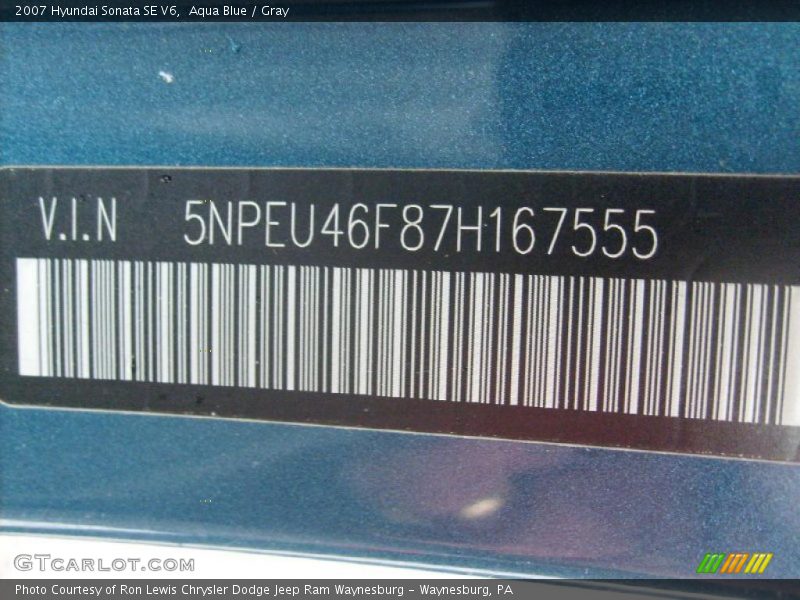 2007 Hyundai Sonata SE V6,  Aqua Blue / Gray
V.I.N 5NPEU46F87H167555
GTCARLOT.COM
Photo Courtesy of Ron Lewis Chrysler Dodge Jeep Ram Waynesburg - Waynesburg, PA